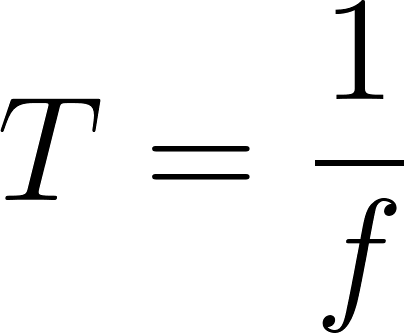 T = 1/f